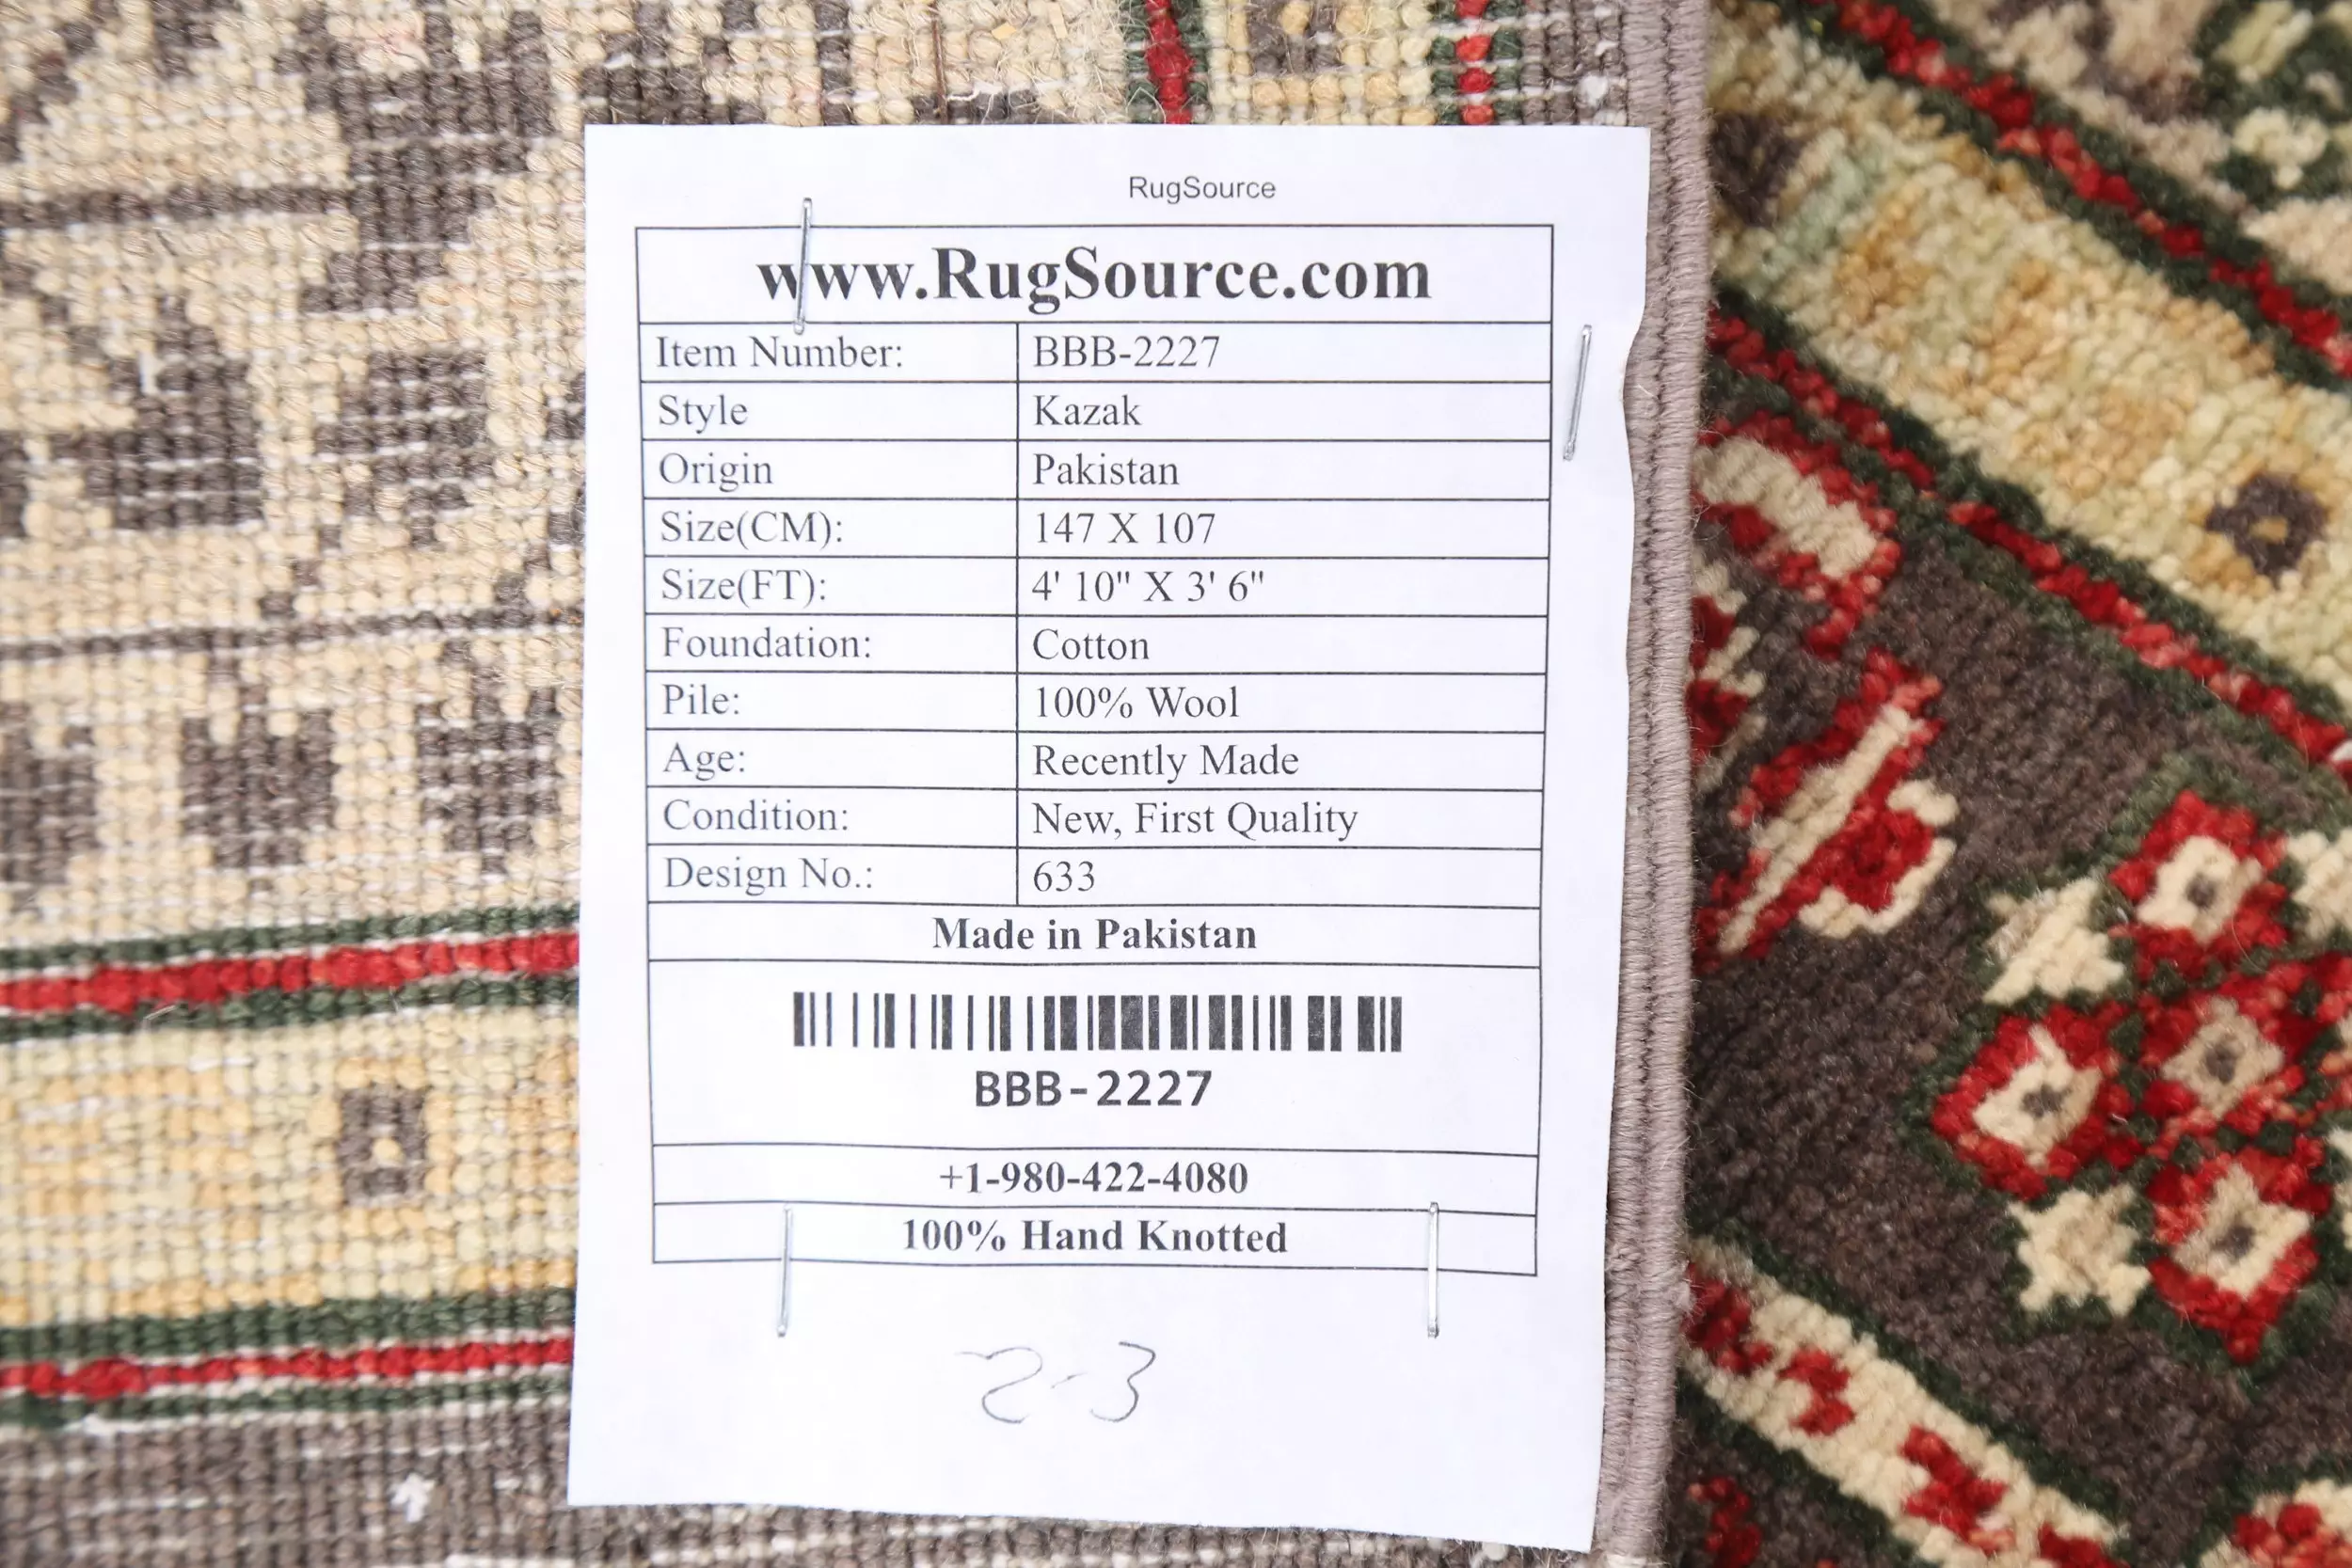 RugSource
www.RugSource.com
Item Number: BBB-2227
Style Kazak
Origin Pakistan
Size(CM): 147 X 107
Size(FT): 4' 10" X 3' 6"
Foundation: Cotton
Pile: 100% Wool
Age: Recently Made
Condition: New, First Quality
Design No.: 633
Made in Pakistan
BBB-2227
+1-980-422-4080
100% Hand Knotted
2-3